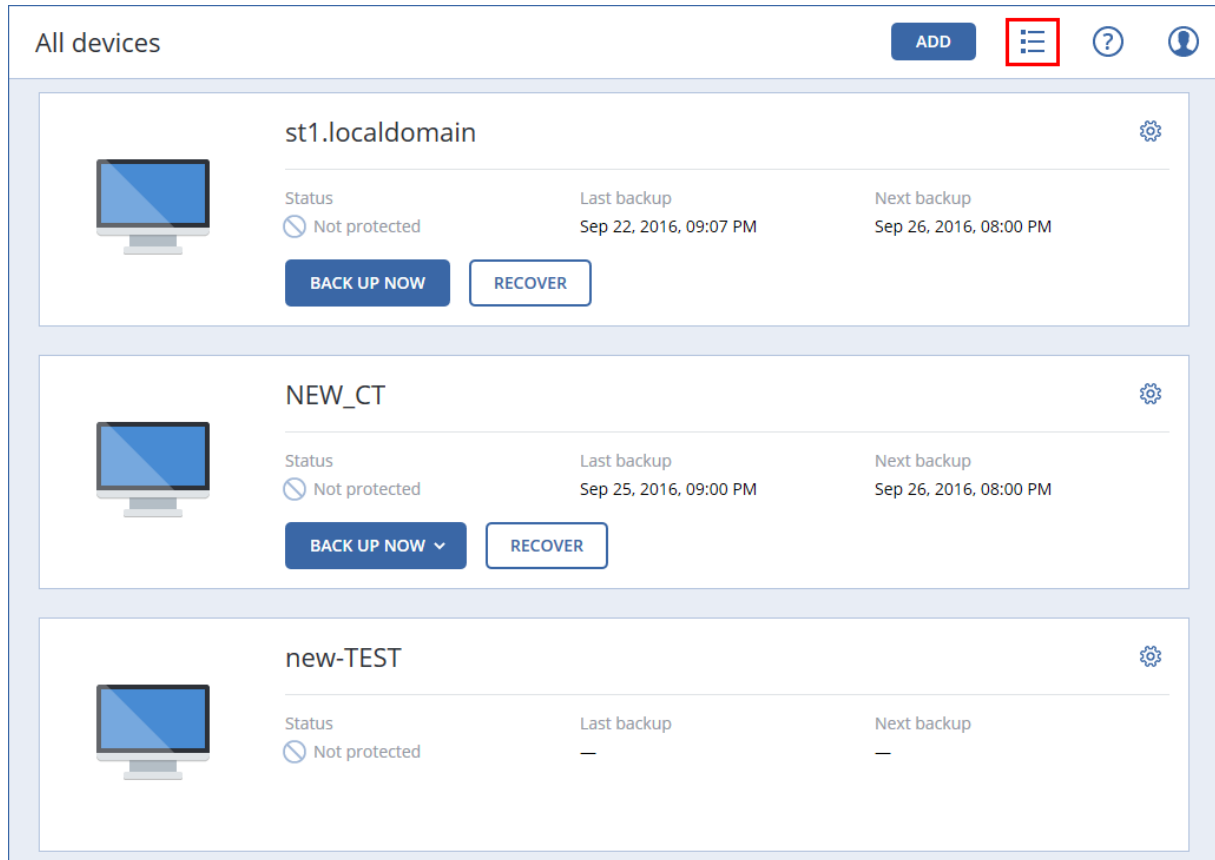 All devices ADD ?
st1.localdomain
Status Last backup Next backup
Not protected Sep 22, 2016, 09:07 PM Sep 26, 2016, 08:00 PM
BACK UP NOW RECOVER
NEW_CT
Status Last backup Next backup
Not protected Sep 25, 2016, 09:00 PM Sep 26, 2016, 08:00 PM
BACK UP NOW RECOVER
new-TEST
Status Last backup Next backup
Not protected — —